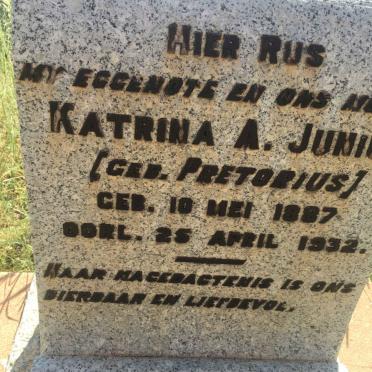 HIER RUS
MY EGGENOTE EN ONS
KATRINA A.
[GEB. PRETORIUS]
GEB. 10 MEI 1887
OORL. 25 APRIL 1932.
HAAR NAGEDAGTENIS IS ONS
DIERBAAR EN LIEFDEVOL.